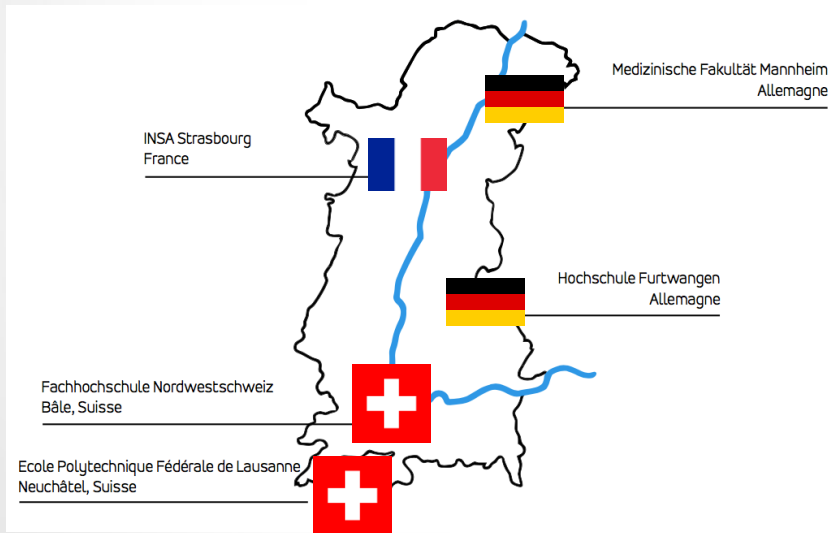 Medizinische Fakultät Mannheim
Allemagne
INSA Strasbourg
France
Hochschule Furtwangen
Allemagne
Fachhochschule Nordwestschweiz
Bâle, Suisse
Ecole Polytechnique Fédérale de Lausanne
Neuchâtel, Suisse